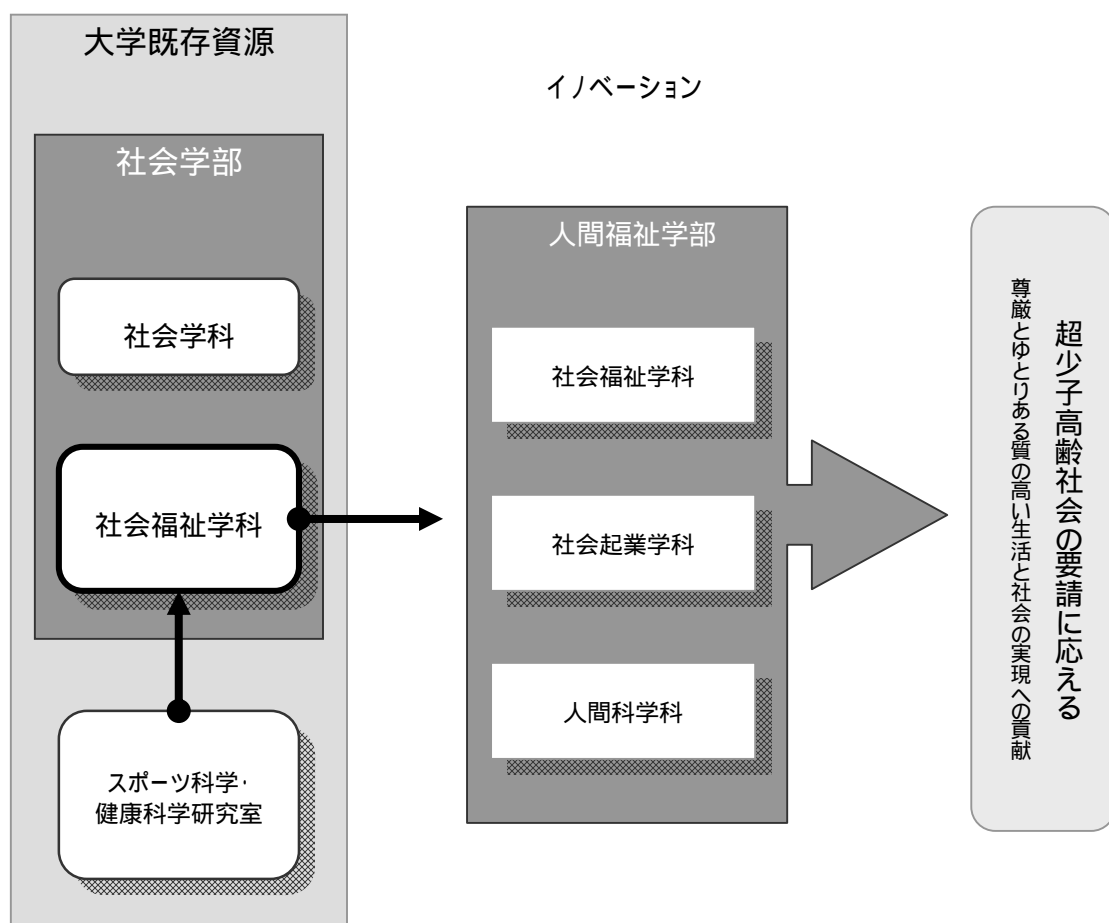 大学既存資源
イノベーション
社会学部
社会学科
社会福祉学科
スポーツ科学・
健康科学研究室
人間福祉学部
社会福祉学科
社会起業学科
人間科学科
超少子高齢社会の要請に応える
尊厳とゆとりある質の高い生活と社会の実現への貢献